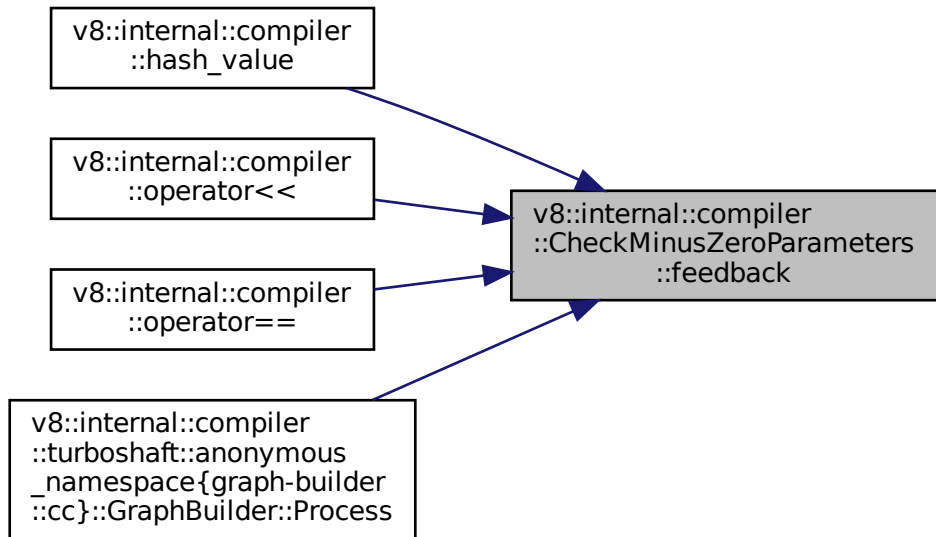 v8::internal::compiler
::hash_value
v8::internal::compiler
::operator<<
v8::internal::compiler
::operator==
v8::internal::compiler
::turboshaft::anonymous
_namespace{graph-builder
::cc}::GraphBuilder::Process
v8::internal::compiler
::CheckMinusZeroParameters
::feedback